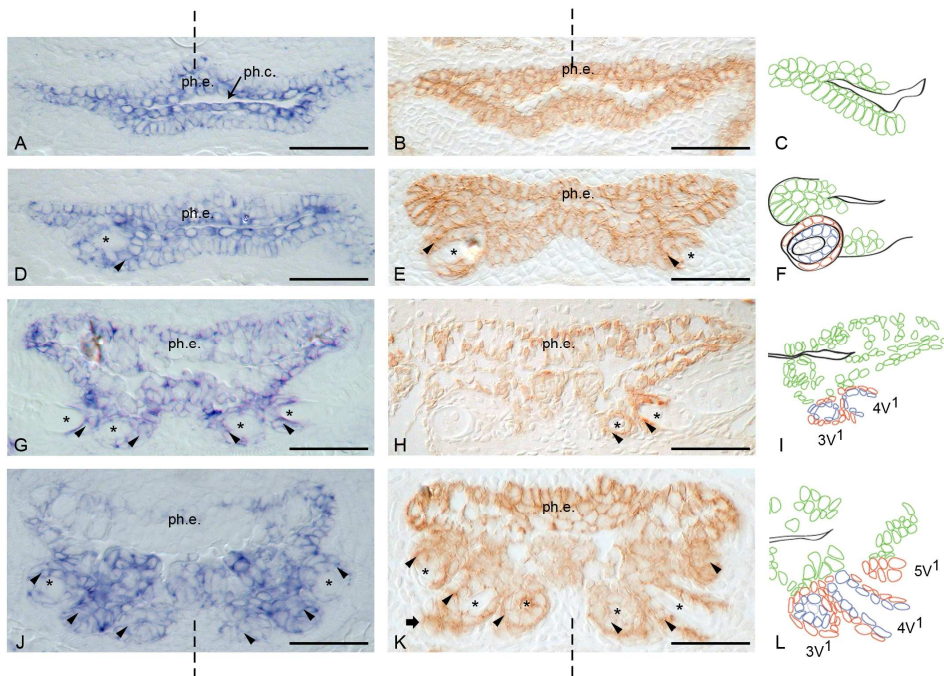 ph.e.
ph.c.
A
ph.e.
B
C
ph.e.
D
*
ph.e.
E
*
*
F
ph.e.
G
*
*
*
*
ph.e.
H
*
*
I
3V¹
4V¹
ph.e.
J
*
*
ph.e.
K
*
*
*
*
*
L
3V¹
4V¹
5V¹